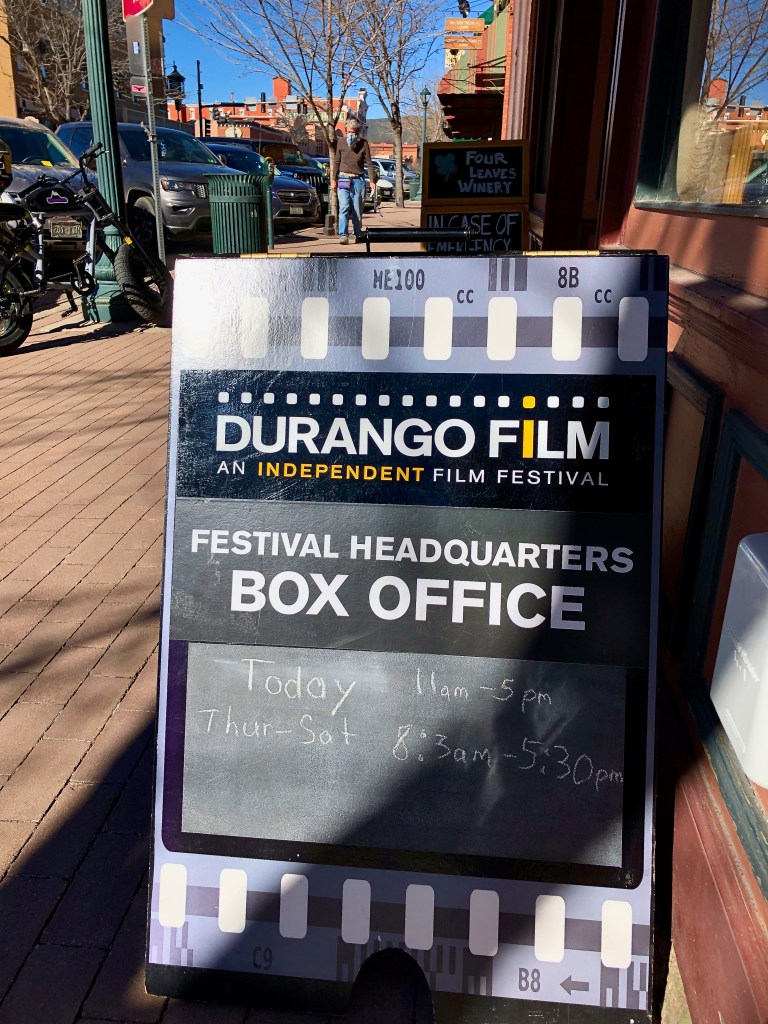 FOUR
LEAVES
WINERY
IN CASE OF
EMERGENCY
ME100
CC
8B
CC
DURANGO FILM
AN INDEPENDENT FILM FESTIVAL
FESTIVAL HEADQUARTERS
BOX OFFICE
Today 11am-5pm
Thur-Sat 8:3am-5:30pm
C9
B8